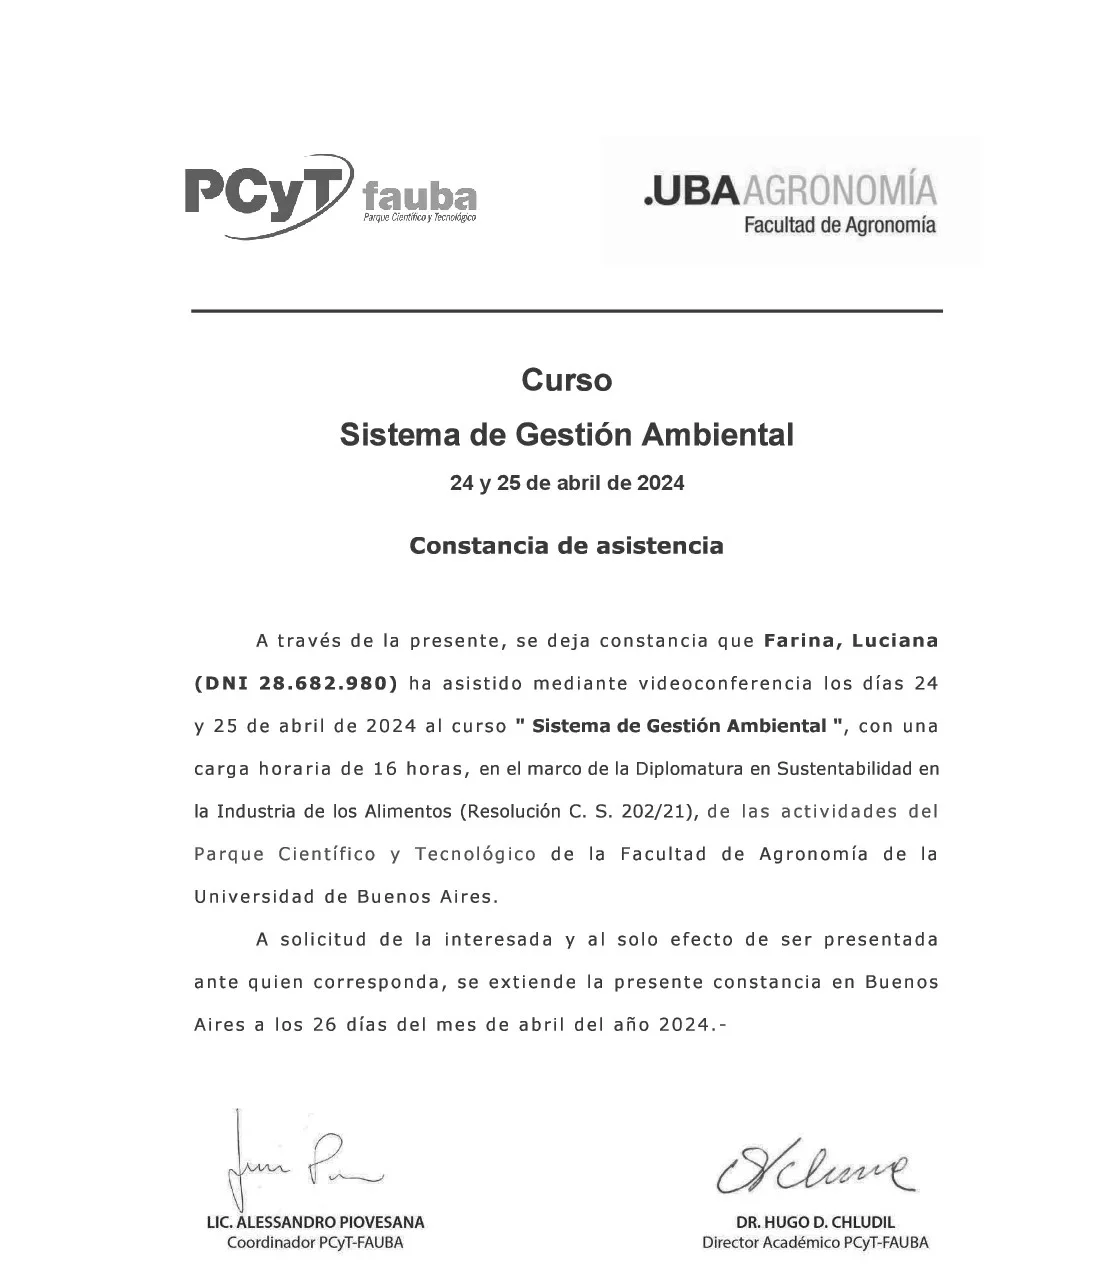 PCyT fauba
Parque Científico y Tecnológico
.UBA AGRONOMÍA
Facultad de Agronomía
Curso
Sistema de Gestión Ambiental
24 y 25 de abril de 2024
Constancia de asistencia
A través de la presente, se deja constancia que Farina, Luciana
(DNI 28.682.980) ha asistido mediante videoconferencia los días 24
y 25 de abril de 2024 al curso " Sistema de Gestión Ambiental ", con una
carga horaria de 16 horas, en el marco de la Diplomatura en Sustentabilidad en
la Industria de los Alimentos (Resolución C. S. 202/21), de las actividades del
Parque Científico y Tecnológico de la Facultad de Agronomía de la
Universidad de Buenos Aires.
A solicitud de la interesada y al solo efecto de ser presentada
ante quien corresponda, se extiende la presente constancia en Buenos
Aires a los 26 días del mes de abril del año 2024.-
LIC. ALESSANDRO PIOVESANA
Coordinador PCyT-FAUBA
DR. HUGO D. CHLUDIL
Director Académico PCyT-FAUBA